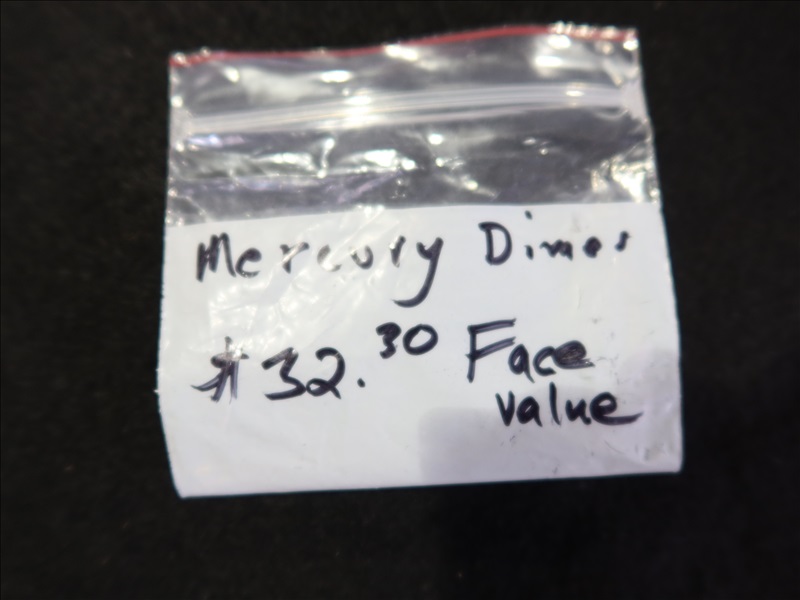 Mercury Dimes
$32.30 Face
value